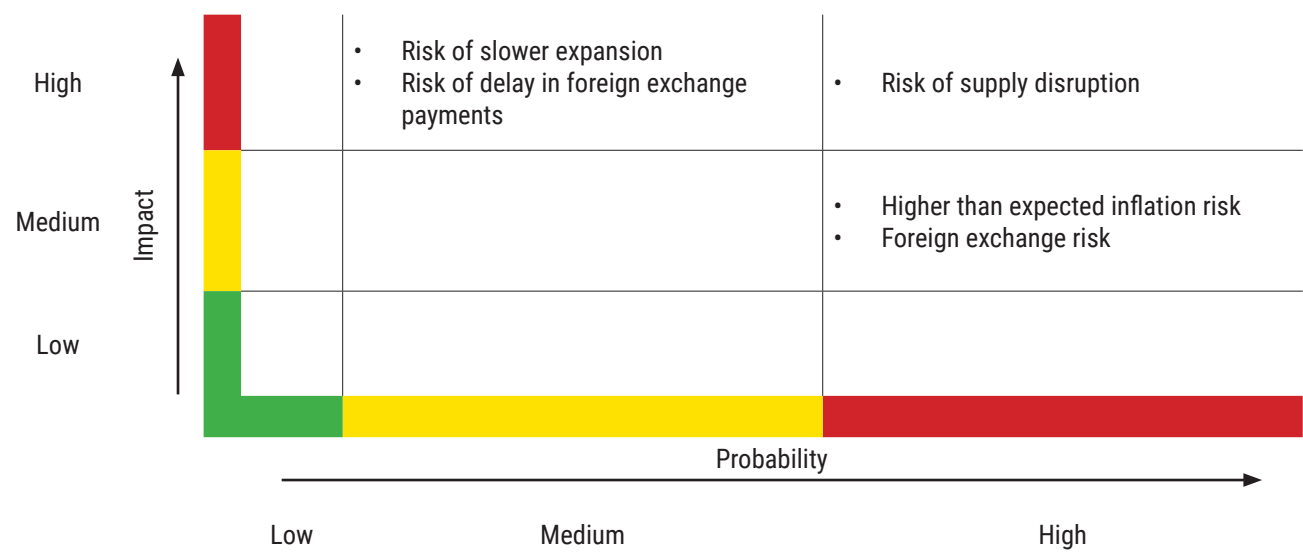 High
• Risk of slower expansion
• Risk of delay in foreign exchange
payments
• Risk of supply disruption
Medium
Impact
• Higher than expected inflation risk
• Foreign exchange risk
Low
Probability
Low
Medium
High